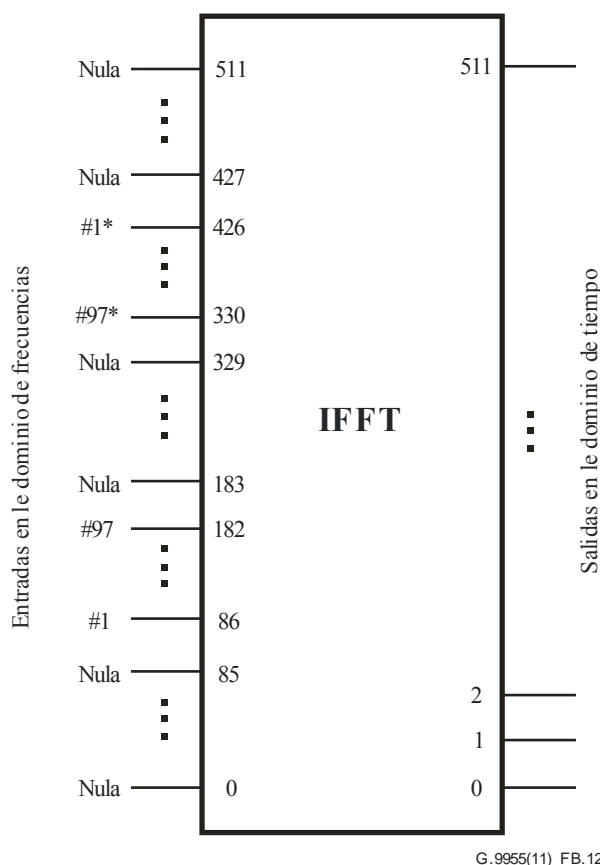 Nula 511 511
Nula 427
#1* 426
#97* 330
Nula 329
IFFT
Nula 183
#97 182
#1 86
Nula 85
2
1
Nula 0 0
Entradas en le dominio de frecuencias
Salidas en le dominio de tiempo
G.9955(11)_FB.12